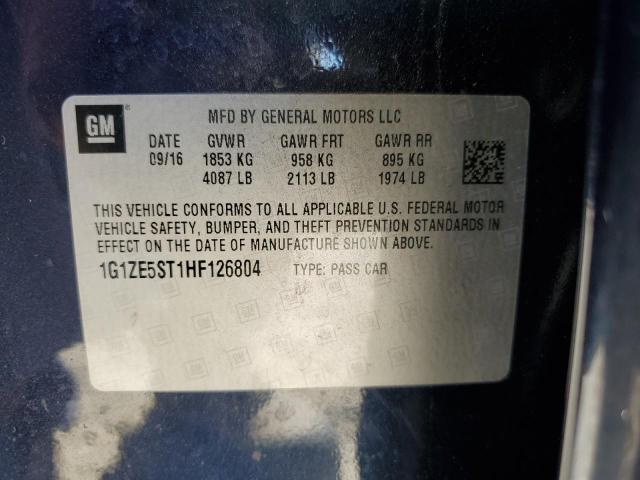 GM
MFD BY GENERAL MOTORS LLC
DATE GVWR GAWR FRT GAWR RR
09/16 1853 KG 958 KG 895 KG
4087 LB 2113 LB 1974 LB
THIS VEHICLE CONFORMS TO ALL APPLICABLE U.S. FEDERAL MOTOR
VEHICLE SAFETY, BUMPER, AND THEFT PREVENTION STANDARDS IN
EFFECT ON THE DATE OF MANUFACTURE SHOWN ABOVE.
1G1ZE5ST1HF126804 TYPE: PASS CAR